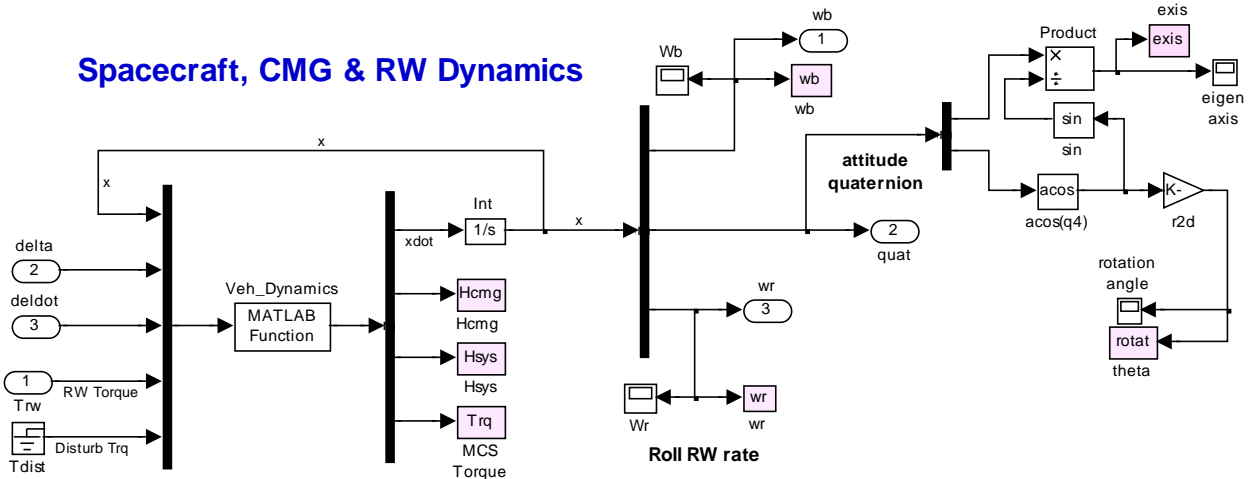 Spacecraft, CMG & RW Dynamics
x
x
delta
2
deldot
3
1
Trw
RW Torque
Tdist
Disturb Trq
Veh_Dynamics
MATLAB
Function
xdot
Int
1/s
x
Hcmg
Hcmg
Hsys
Hsys
Trq
MCS
Torque
wb
1
Wb
wb
wb
attitude
quaternion
2
quat
wr
3
Wr
wr
wr
Roll RW rate
Product
×
÷
exis
exis
eigen
axis
sin
sin
acos
acos(q4)
K-
r2d
rotation
angle
rotat
theta